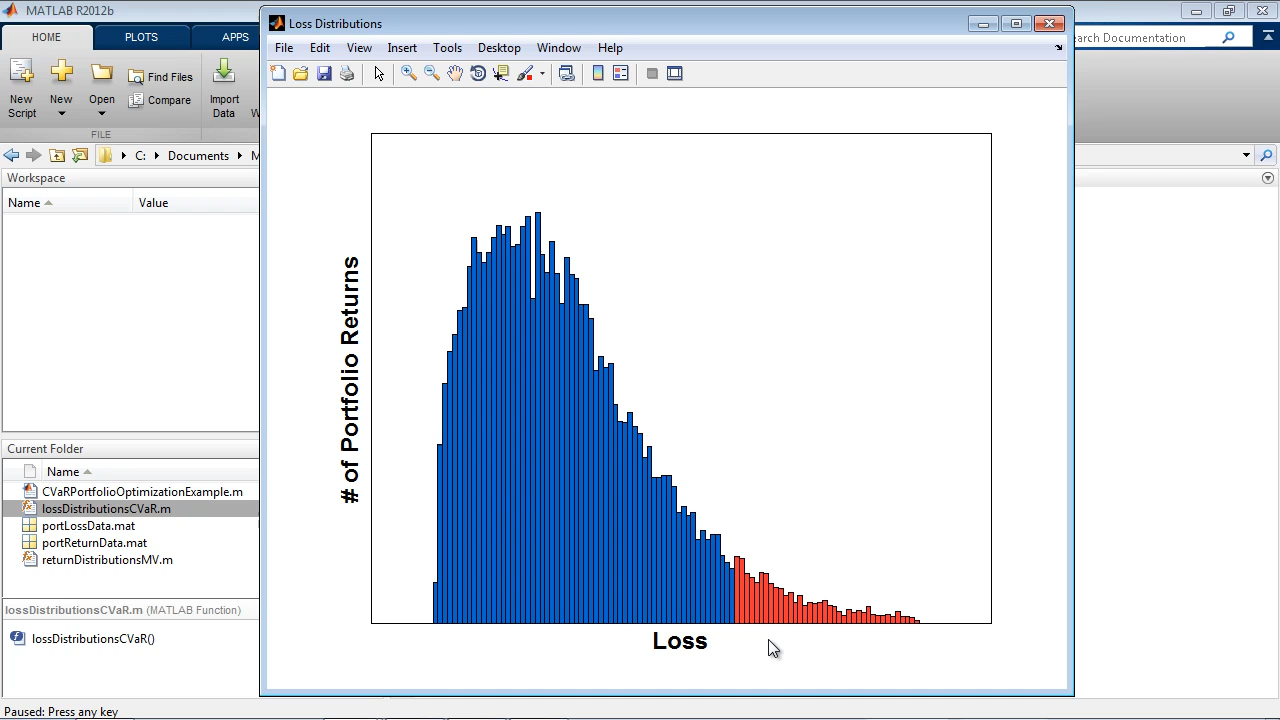 MATLAB R2012b
HOME
PLOTS
APPS
New Script
New
Open
Find Files
Compare
Import Data
FILE
C:
Documents
Workspace
Name
Value
Current Folder
Name
CVaRPortfolioOptimizationExample.m
lossDistributionsCVaR.m
portLossData.mat
portReturnData.mat
returnDistributionsMV.m
lossDistributionsCVaR.m (MATLAB Function)
lossDistributionsCVaR()
Paused: Press any key
Loss Distributions
File Edit View Insert Tools Desktop Window Help
# of Portfolio Returns
Loss
Documentation